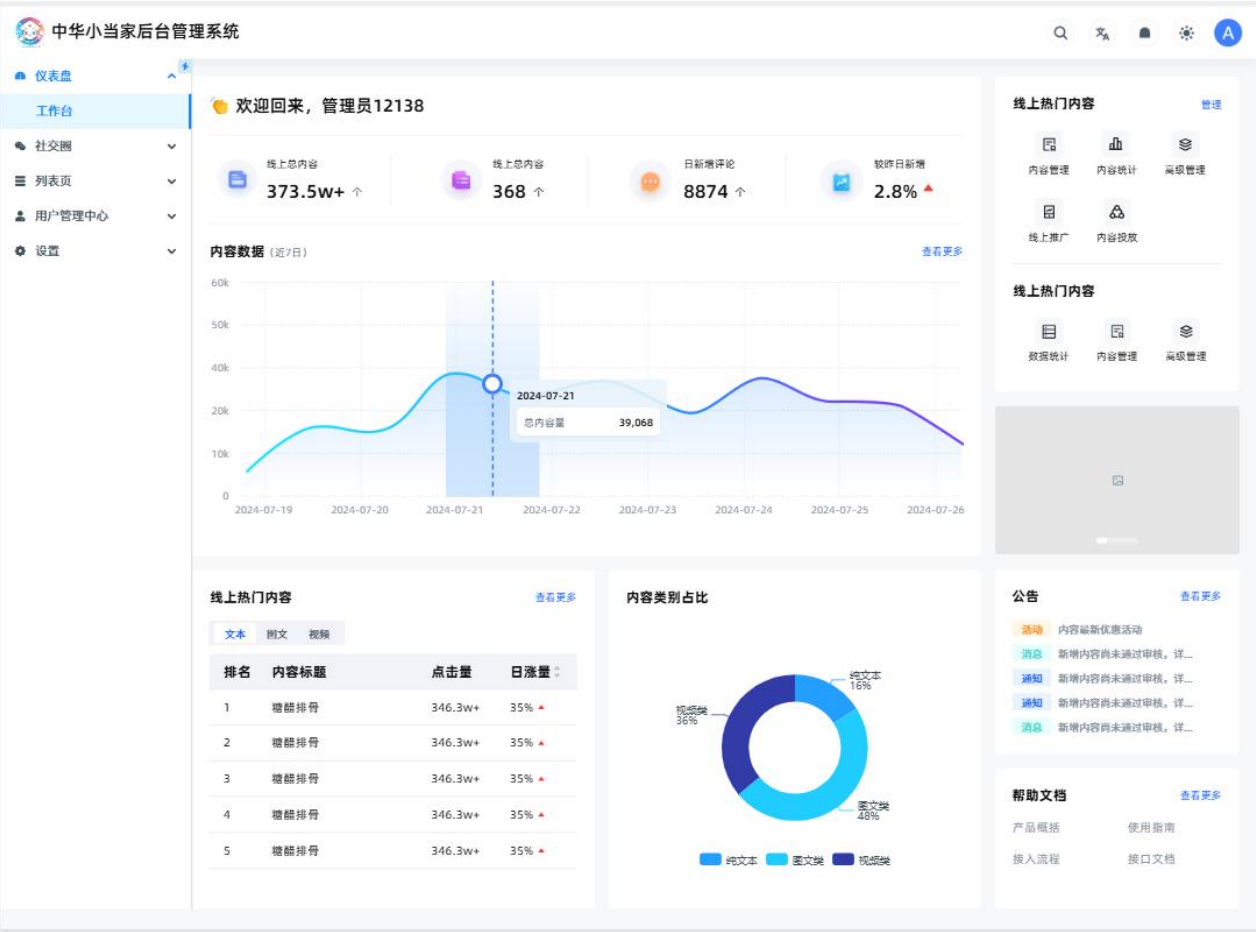 中华小当家后台管理系统
A
仪表盘
工作台
社交圈
列表页
用户管理中心
设置
欢迎回来，管理员12138
线上总内容
373.5w+ 个
线上总内容
368 个
日新增评论
8874 个
较昨日新增
2.8%
内容数据 (近7日)
查看更多
60k
50k
40k
20k
10k
0
2024-07-21
总内容量 39,068
2024-07-19 2024-07-20 2024-07-21 2024-07-22 2024-07-23 2024-07-24 2024-07-25 2024-07-26
线上热门内容
管理
内容管理 内容统计 高级管理
线上推广 内容投放
线上热门内容
数据统计 内容管理 高级管理
线上热门内容
查看更多
文本 图文 视频
排名 内容标题 点击量 日涨量
1 糖醋排骨 346.3w+ 35%
2 糖醋排骨 346.3w+ 35%
3 糖醋排骨 346.3w+ 35%
4 糖醋排骨 346.3w+ 35%
5 糖醋排骨 346.3w+ 35%
内容类别占比
纯文本
16%
视频类
36%
图文类
48%
纯文本 图文类 视频类
公告
查看更多
活动 内容最新优惠活动
消息 新增内容尚未通过审核，详...
通知 新增内容尚未通过审核，详...
通知 新增内容尚未通过审核，详...
消息 新增内容尚未通过审核，详...
帮助文档
查看更多
产品概括 使用指南
接入流程 接口文档